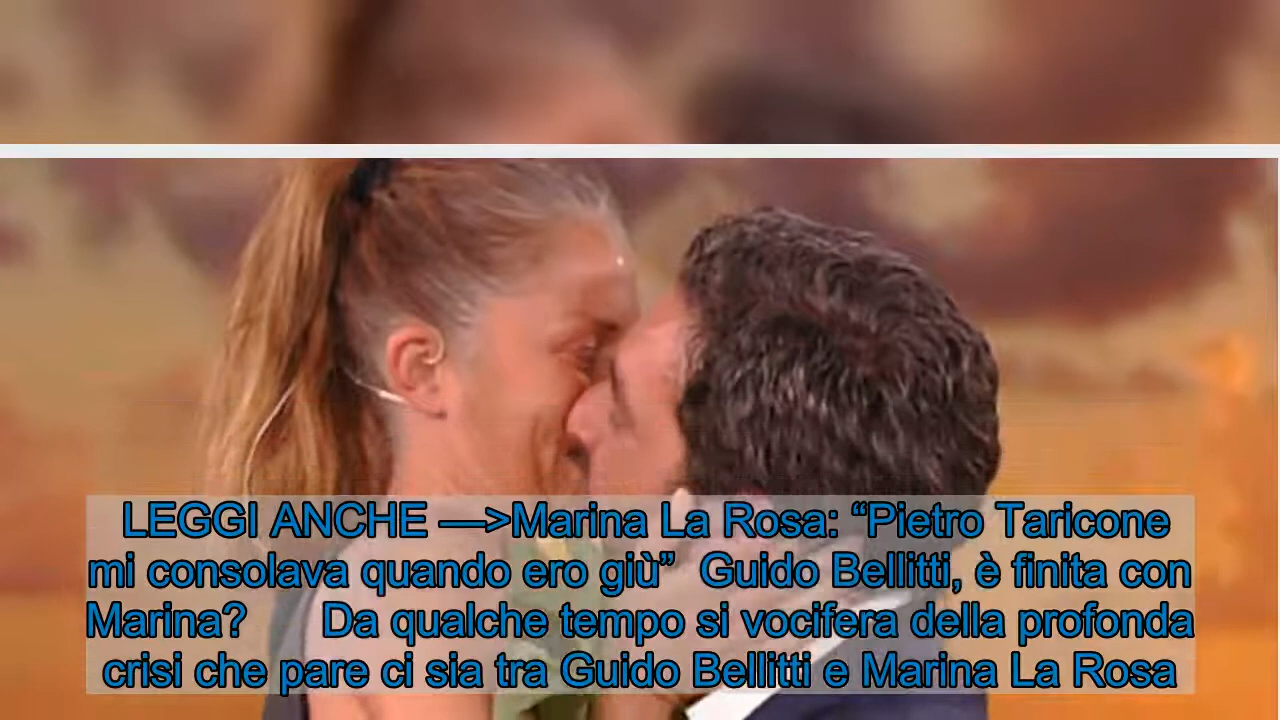 LEGGI ANCHE —>Marina La Rosa: “Pietro Taricone
mi consolava quando ero giù” Guido Bellitti, è finita con
Marina? Da qualche tempo si vocifera della profonda
crisi che pare ci sia tra Guido Bellitti e Marina La Rosa